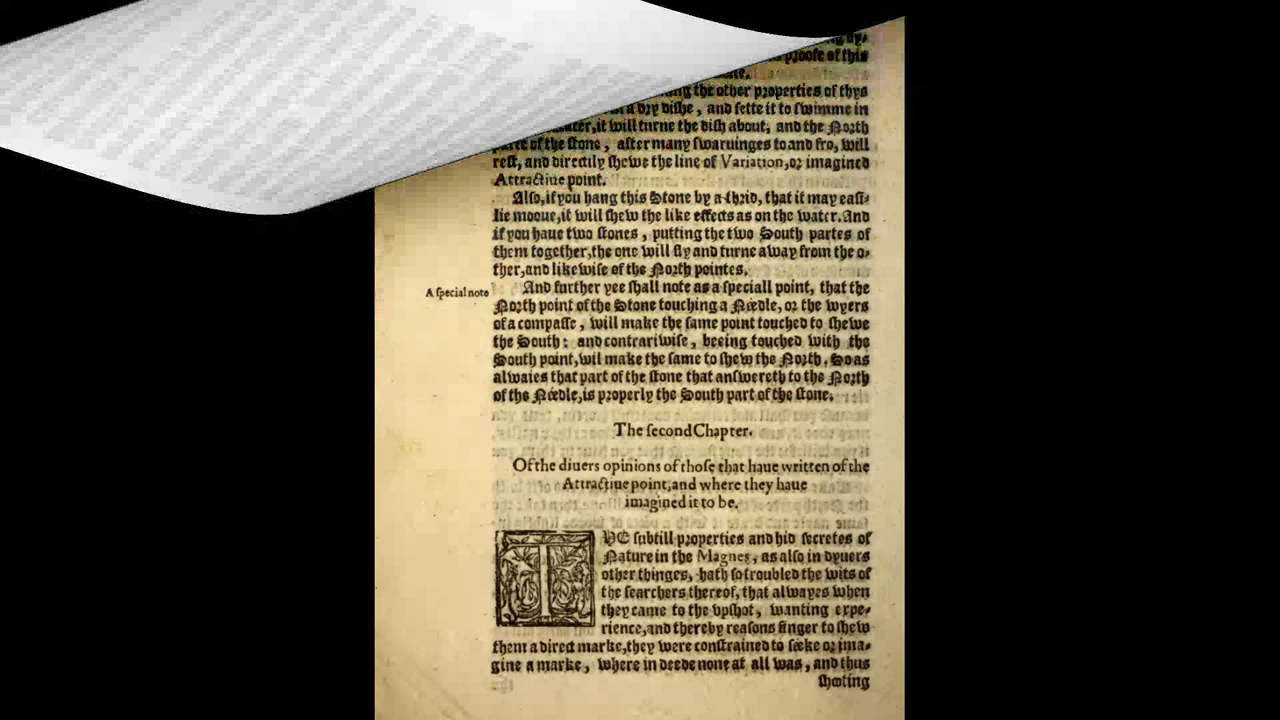 proofe of this
the other properties of thys
a dry dishe, and sette it to swimme in
it will turne the dish about, and the North
of the stone, after many swaruinges to and fro, will
rest, and directily shewe the line of Variation, or imagined
Attractiue point.
Also, if you hang this Stone by a thrid, that it may easi-
lie mooue, it will shew the like effects as on the water. And
if you haue two stones, putting the two South partes of
them together, the one will fly and turne away from the o-
ther, and likewise of the North pointes.
A special note
And further yee shall note as a speciall point, that the
North point of the Stone touching a Needle, or the wyers
of a compasse, will make the same point touched to shewe
the South: and contrariwise, beeing touched with the
South point, wil make the same to shew the North. So as
alwaies that part of the stone that answereth to the North
of the Needle, is properly the South part of the stone.
The second Chapter.
Of the diuers opinions of those that haue written of the
Attractiue point, and where they haue
imagined it to be.
THE subtill properties and hid secretes of
Nature in the Magnes, as also in dyuers
other thinges, hath so troubled the wits of
the searchers thereof, that alwayes when
they came to the vpshot, wanting expe-
rience, and thereby reasons finger to shew
them a direct marke, they were constrained to seeke or ima-
gine a marke, where in deede none at all was, and thus
shooting